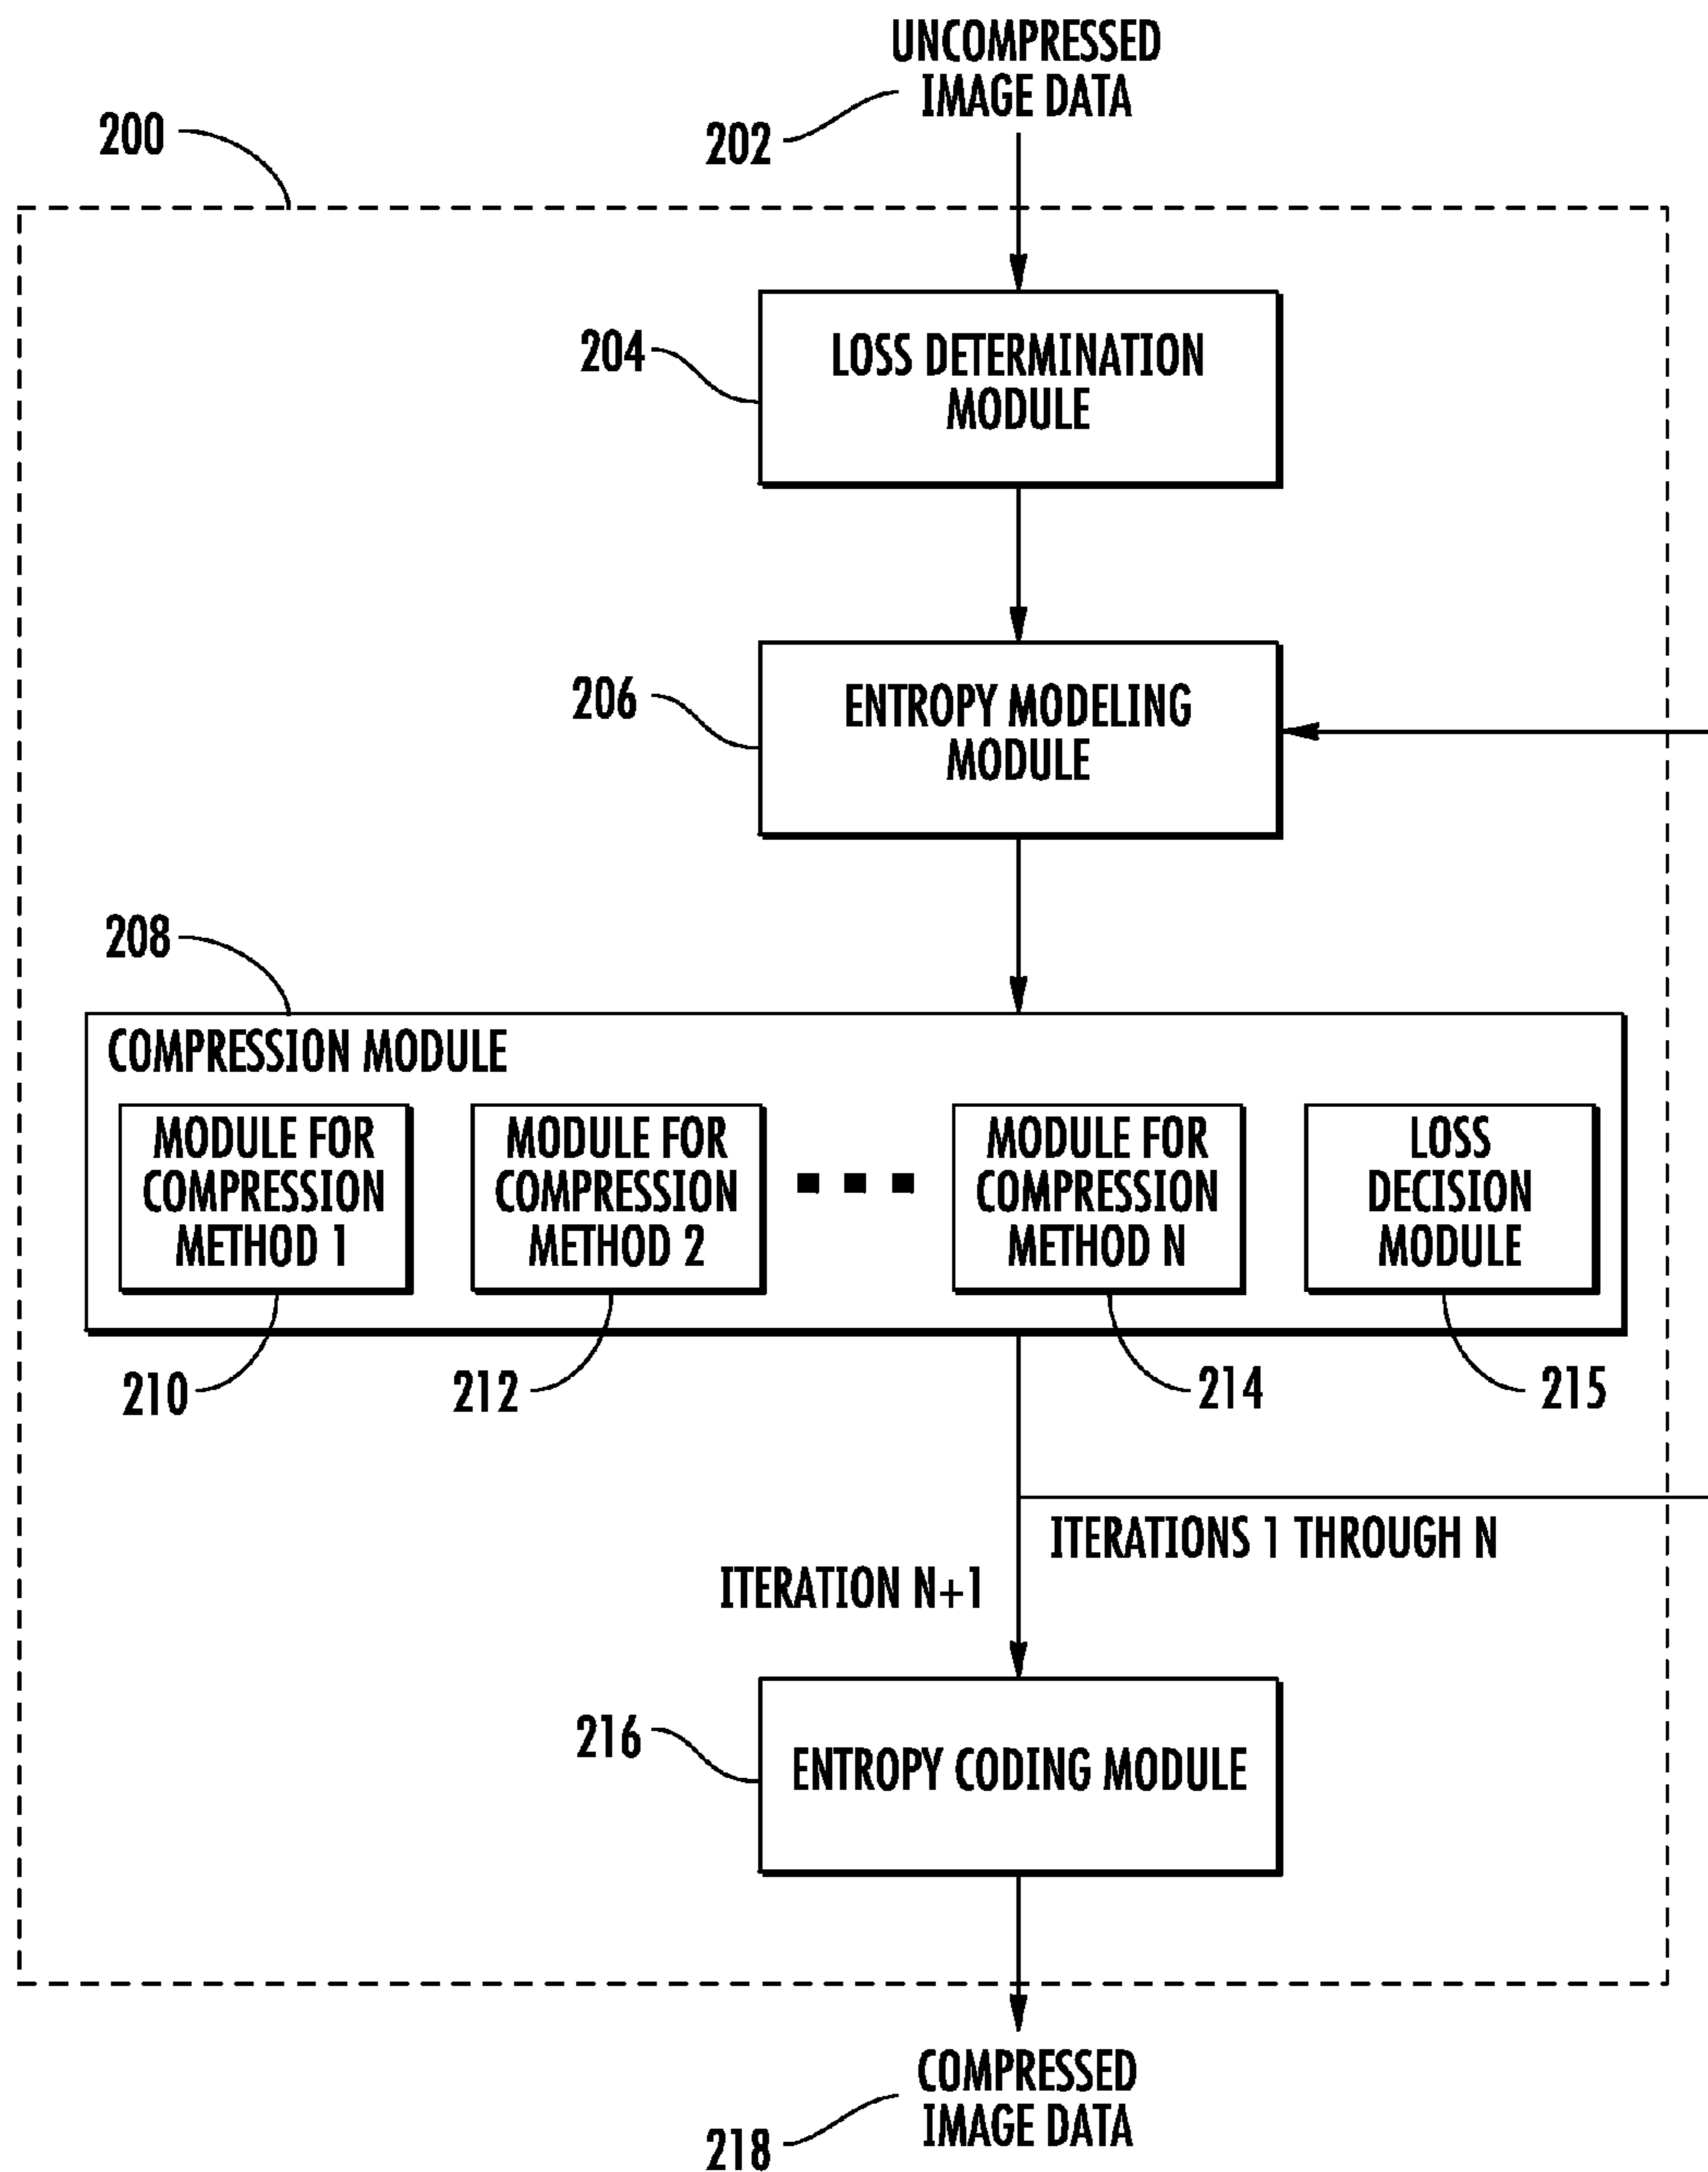 UNCOMPRESSED
IMAGE DATA
202
200
204
LOSS DETERMINATION
MODULE
206
ENTROPY MODELING
MODULE
208
COMPRESSION MODULE
MODULE FOR
COMPRESSION
METHOD 1
MODULE FOR
COMPRESSION
METHOD 2
MODULE FOR
COMPRESSION
METHOD N
LOSS
DECISION
MODULE
210
212
214
215
ITERATIONS 1 THROUGH N
ITERATION N+1
216
ENTROPY CODING MODULE
COMPRESSED
IMAGE DATA
218